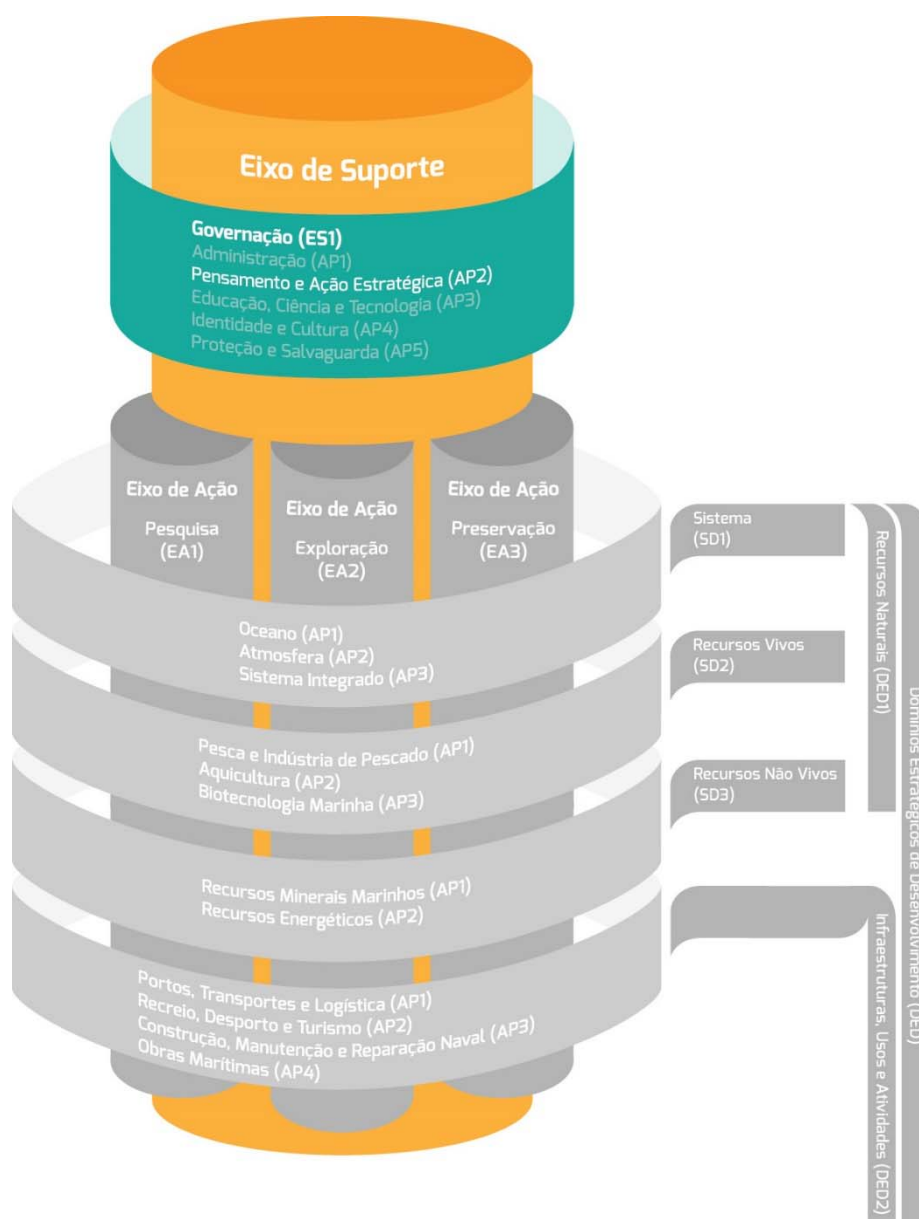 Eixo de Suporte
Governação (ES1)
Administração (AP1)
Pensamento e Ação Estratégica (AP2)
Educação, Ciência e Tecnologia (AP3)
Identidade e Cultura (AP4)
Proteção e Salvaguarda (AP5)
Eixo de Ação
Pesquisa
(EA1)
Eixo de Ação
Exploração
(EA2)
Eixo de Ação
Preservação
(EA3)
Oceano (AP1)
Atmosfera (AP2)
Sistema Integrado (AP3)
Pesca e Indústria de Pescado (AP1)
Aquicultura (AP2)
Biotecnologia Marinha (AP3)
Recursos Minerais Marinhos (AP1)
Recursos Energéticos (AP2)
Portos, Transportes e Logística (AP1)
Recreio, Desporto e Turismo (AP2)
Construção, Manutenção e Reparação Naval (AP3)
Obras Marítimas (AP4)
Sistema
(SD1)
Recursos Vivos
(SD2)
Recursos Não Vivos
(SD3)
Recursos Naturais (DED1)
Infraestruturas, Usos e Atividades (DED2)
Domínios Estratégicos de Desenvolvimento (DED)